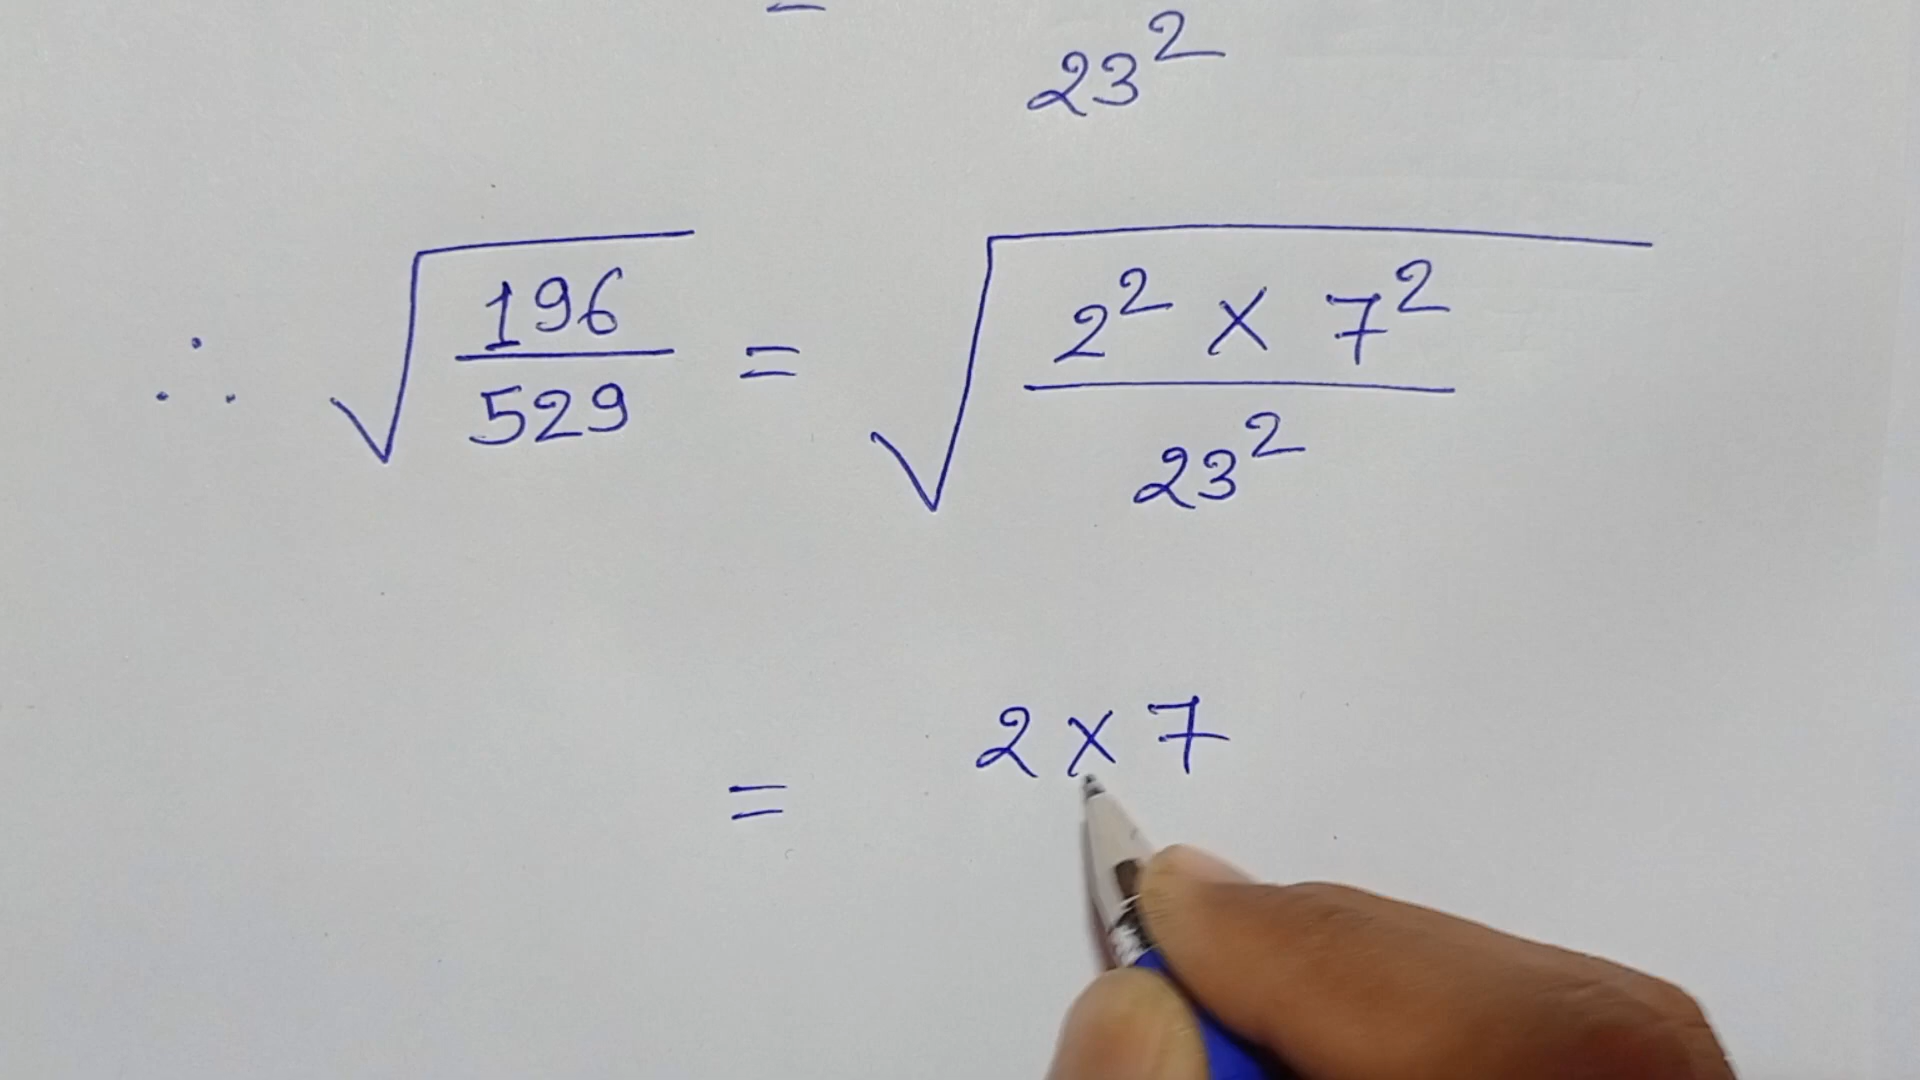 23²
∴ √(196/529) = √((2² × 7²)/23²)
= 2 × 7